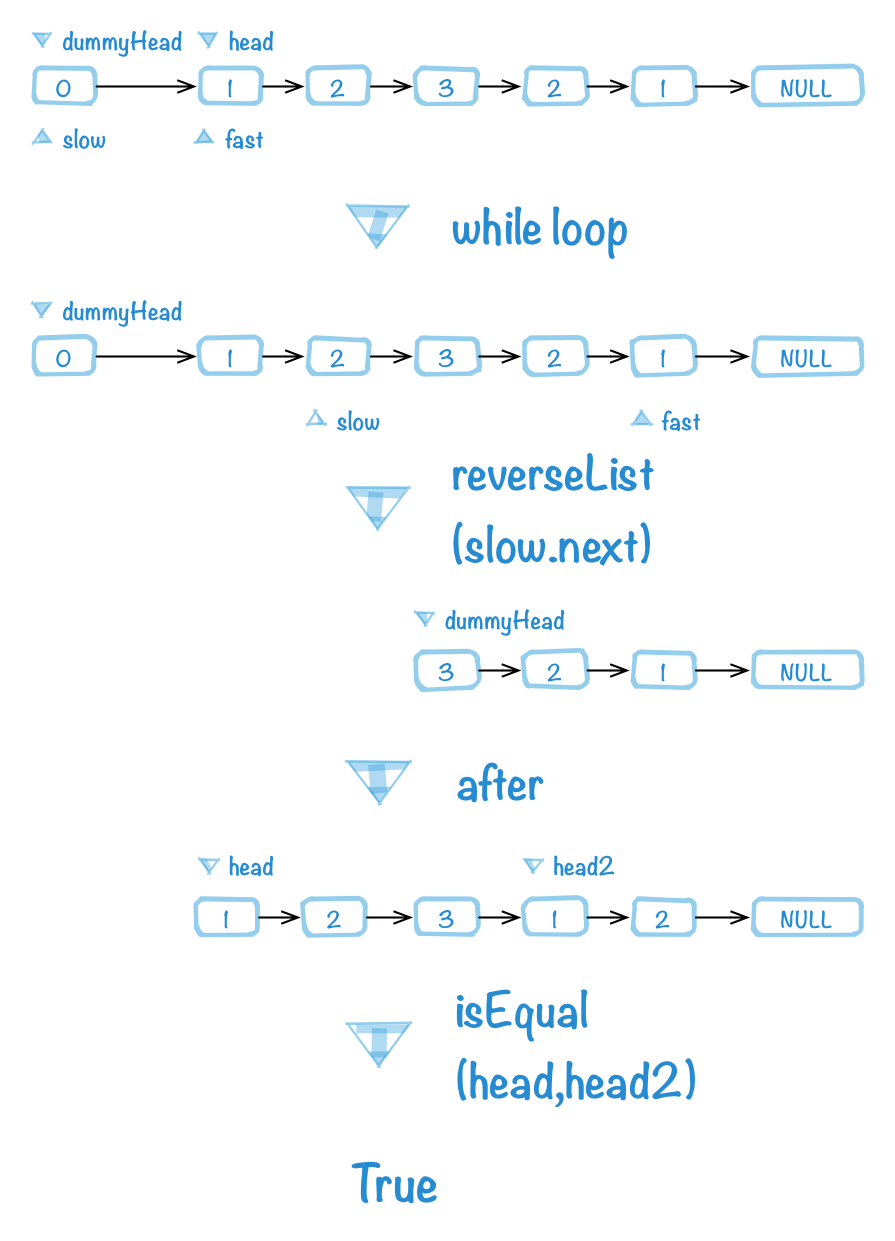 dummyHead head
0 1 2 3 2 1 NULL
slow fast
while loop
dummyHead
0 1 2 3 2 1 NULL
slow fast
reverseList
(slow.next)
dummyHead
3 2 1 NULL
after
head head2
1 2 3 1 2 NULL
isEqual
(head,head2)
True